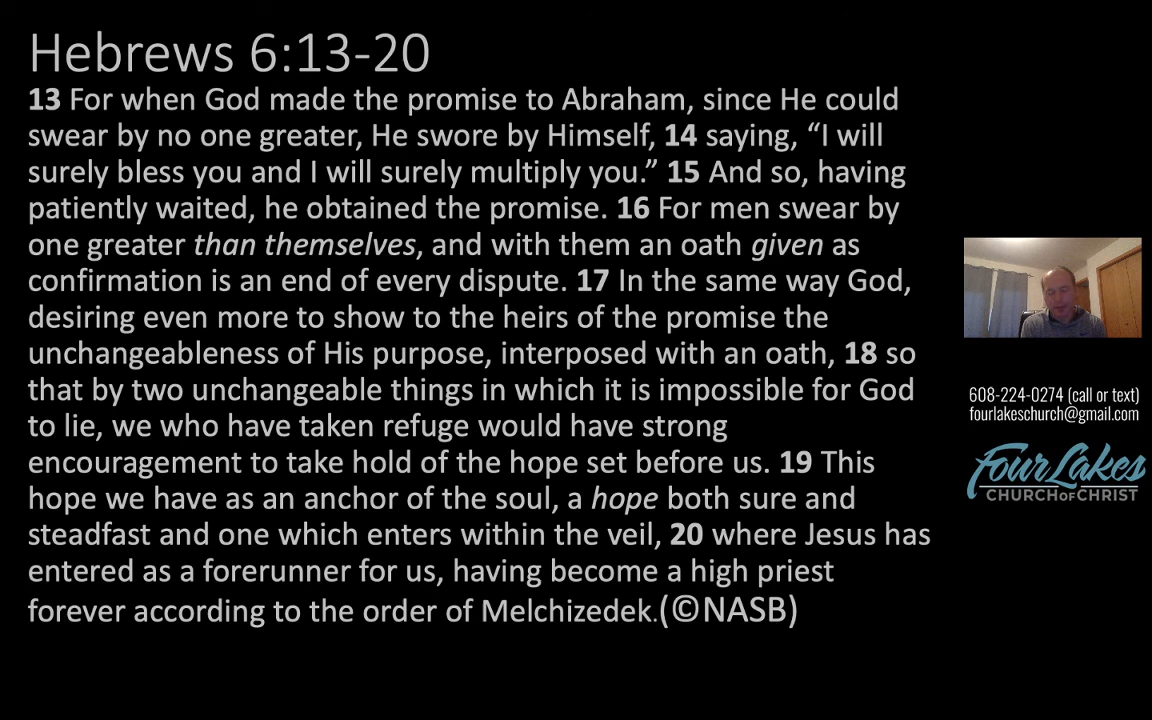 Hebrews 6:13-20
13 For when God made the promise to Abraham, since He could
swear by no one greater, He swore by Himself, 14 saying, “I will
surely bless you and I will surely multiply you.” 15 And so, having
patiently waited, he obtained the promise. 16 For men swear by
one greater than themselves, and with them an oath given as
confirmation is an end of every dispute. 17 In the same way God,
desiring even more to show to the heirs of the promise the
unchangeableness of His purpose, interposed with an oath, 18 so
that by two unchangeable things in which it is impossible for God
to lie, we who have taken refuge would have strong
encouragement to take hold of the hope set before us. 19 This
hope we have as an anchor of the soul, a hope both sure and
steadfast and one which enters within the veil, 20 where Jesus has
entered as a forerunner for us, having become a high priest
forever according to the order of Melchizedek.(©NASB)
608-224-0274 (call or text)
fourlakeschurch@gmail.com
Four Lakes
CHURCH OF CHRIST